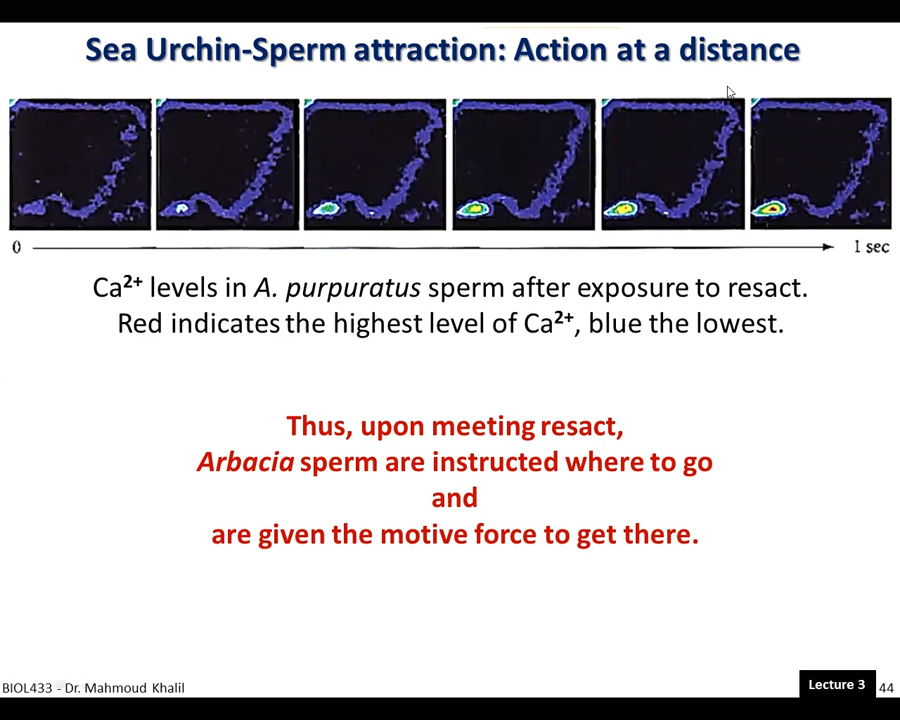 Sea Urchin-Sperm attraction: Action at a distance
0
1 sec
Ca²⁺ levels in A. purpuratus sperm after exposure to resact.
Red indicates the highest level of Ca²⁺, blue the lowest.
Thus, upon meeting resact,
Arbacia sperm are instructed where to go
and
are given the motive force to get there.
BIOL433 - Dr. Mahmoud Khalil
Lecture 3
44